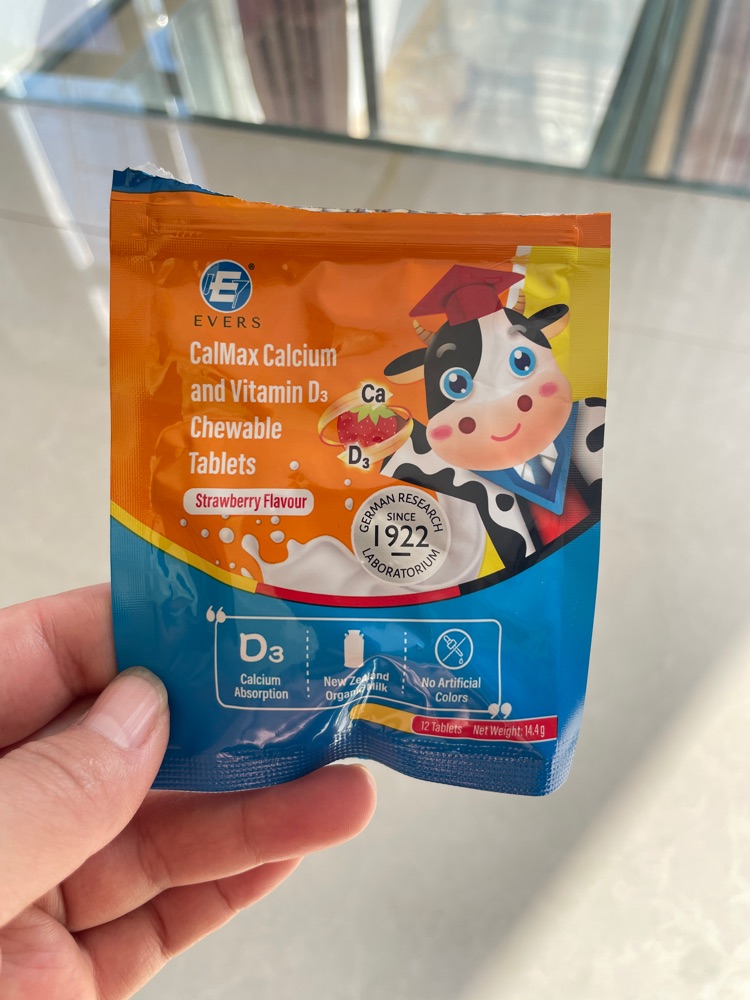 E
®
EVERS
CalMax Calcium
and Vitamin D₃
Chewable
Tablets
Strawberry Flavour
Ca
D₃
GERMAN RESEARCH
SINCE
1922
LABORATORIUM
“
D₃
Calcium
Absorption
New Zealand
Organic Milk
No Artificial
Colors
”
12 Tablets Net Weight: 14.4 g